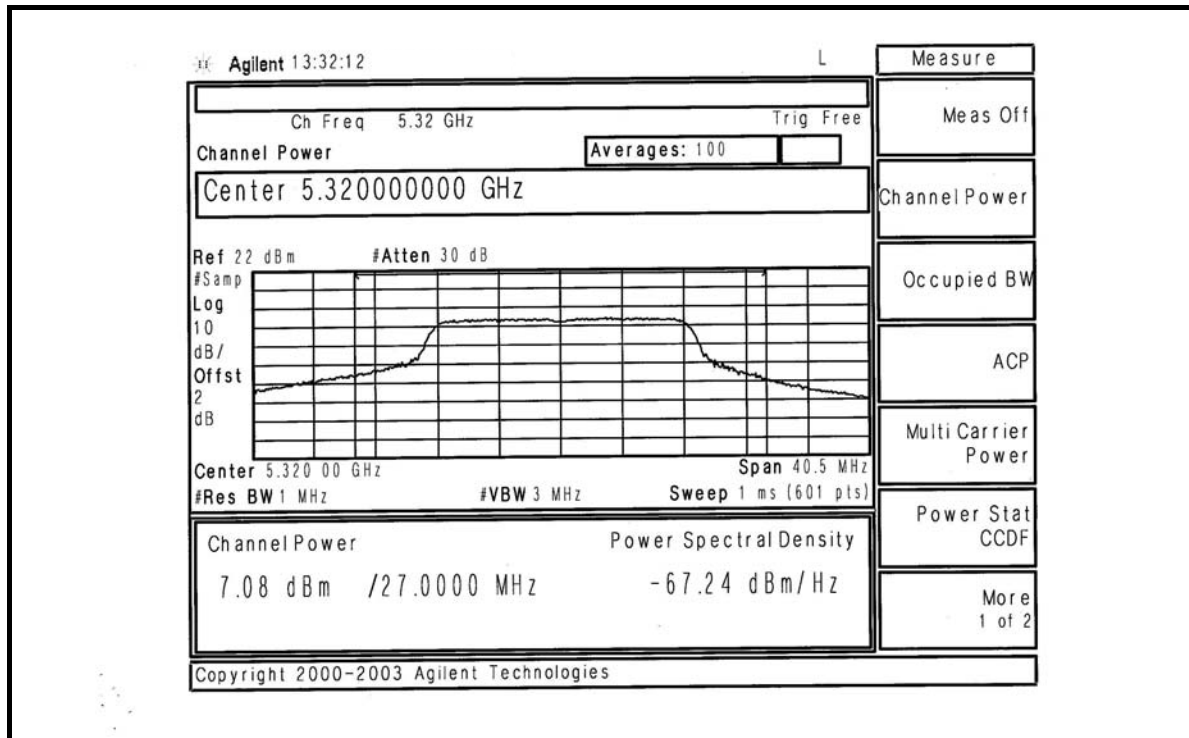 Agilent 13:32:12 L
Measure
Ch Freq 5.32 GHz Trig Free
Meas Off
Channel Power Averages: 100
Center 5.320000000 GHz
Channel Power
Ref 22 dBm #Atten 30 dB
#Samp
Log
10
dB/
Offst
2
dB
Occupied BW
ACP
Center 5.320 00 GHz Span 40.5 MHz
#Res BW 1 MHz #VBW 3 MHz Sweep 1 ms (601 pts)
Multi Carrier
Power
Channel Power Power Spectral Density
7.08 dBm /27.0000 MHz -67.24 dBm/Hz
Power Stat
CCDF
More
1 of 2
Copyright 2000-2003 Agilent Technologies